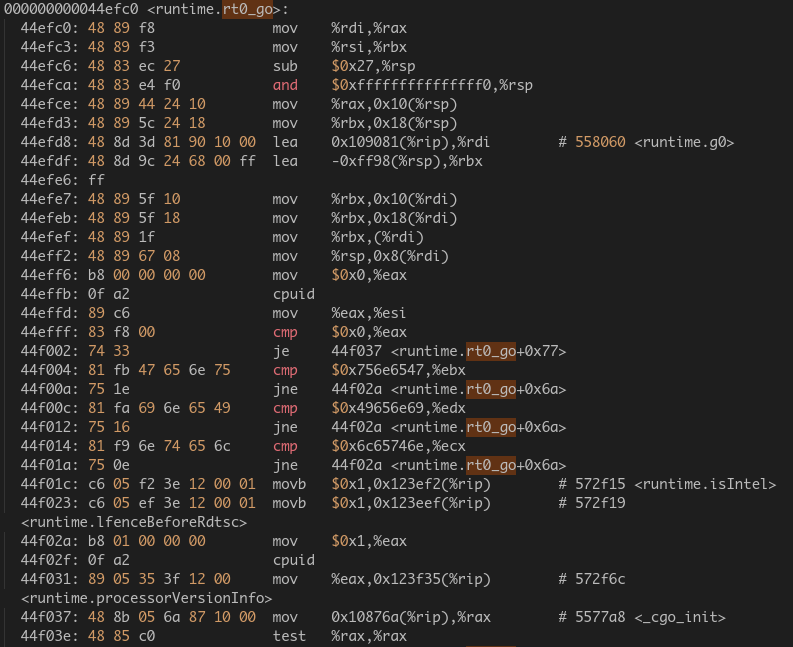 000000000044efc0 <runtime.rt0_go>:
44efc0: 48 89 f8 mov %rdi,%rax
44efc3: 48 89 f3 mov %rsi,%rbx
44efc6: 48 83 ec 27 sub $0x27,%rsp
44efca: 48 83 e4 f0 and $0xfffffffffffffff0,%rsp
44efce: 48 89 44 24 10 mov %rax,0x10(%rsp)
44efd3: 48 89 5c 24 18 mov %rbx,0x18(%rsp)
44efd8: 48 8d 3d 81 90 10 00 lea 0x109081(%rip),%rdi # 558060 <runtime.g0>
44efdf: 48 8d 9c 24 68 00 ff lea -0xff98(%rsp),%rbx
44efe6: ff
44efe7: 48 89 5f 10 mov %rbx,0x10(%rdi)
44efeb: 48 89 5f 18 mov %rbx,0x18(%rdi)
44efef: 48 89 1f mov %rbx,(%rdi)
44eff2: 48 89 67 08 mov %rsp,0x8(%rdi)
44eff6: b8 00 00 00 00 mov $0x0,%eax
44effb: 0f a2 cpuid
44effd: 89 c6 mov %eax,%esi
44efff: 83 f8 00 cmp $0x0,%eax
44f002: 74 33 je 44f037 <runtime.rt0_go+0x77>
44f004: 81 fb 47 65 6e 75 cmp $0x756e6547,%ebx
44f00a: 75 1e jne 44f02a <runtime.rt0_go+0x6a>
44f00c: 81 fa 69 6e 65 49 cmp $0x49656e69,%edx
44f012: 75 16 jne 44f02a <runtime.rt0_go+0x6a>
44f014: 81 f9 6e 74 65 6c cmp $0x6c65746e,%ecx
44f01a: 75 0e jne 44f02a <runtime.rt0_go+0x6a>
44f01c: c6 05 f2 3e 12 00 01 movb $0x1,0x123ef2(%rip) # 572f15 <runtime.isIntel>
44f023: c6 05 ef 3e 12 00 01 movb $0x1,0x123eef(%rip) # 572f19
<runtime.lfenceBeforeRdtsc>
44f02a: b8 01 00 00 00 mov $0x1,%eax
44f02f: 0f a2 cpuid
44f031: 89 05 35 3f 12 00 mov %eax,0x123f35(%rip) # 572f6c
<runtime.processorVersionInfo>
44f037: 48 8b 05 6a 87 10 00 mov 0x10876a(%rip),%rax # 5577a8 <_cgo_init>
44f03e: 48 85 c0 test %rax,%rax